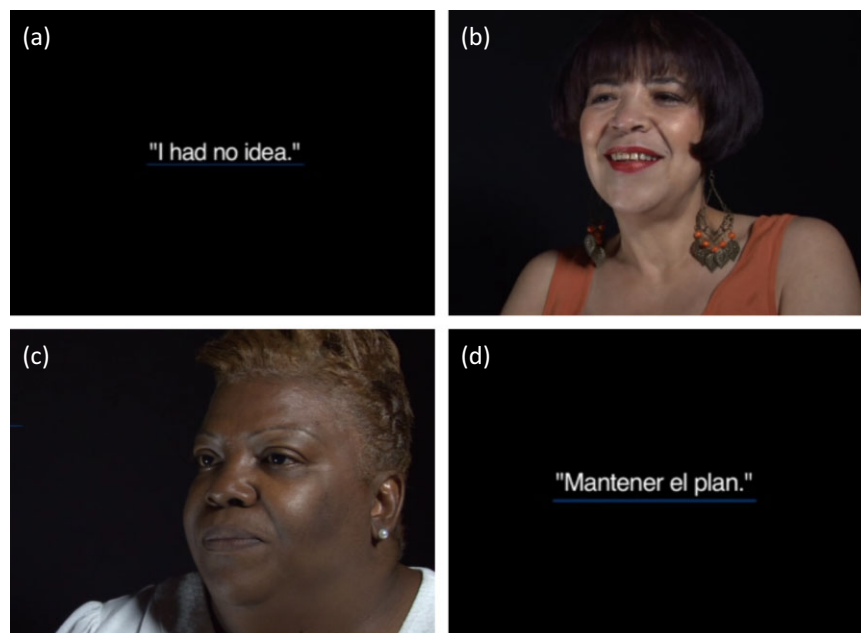 (a)
"I had no idea."
(b)
(c)
(d)
"Mantener el plan."